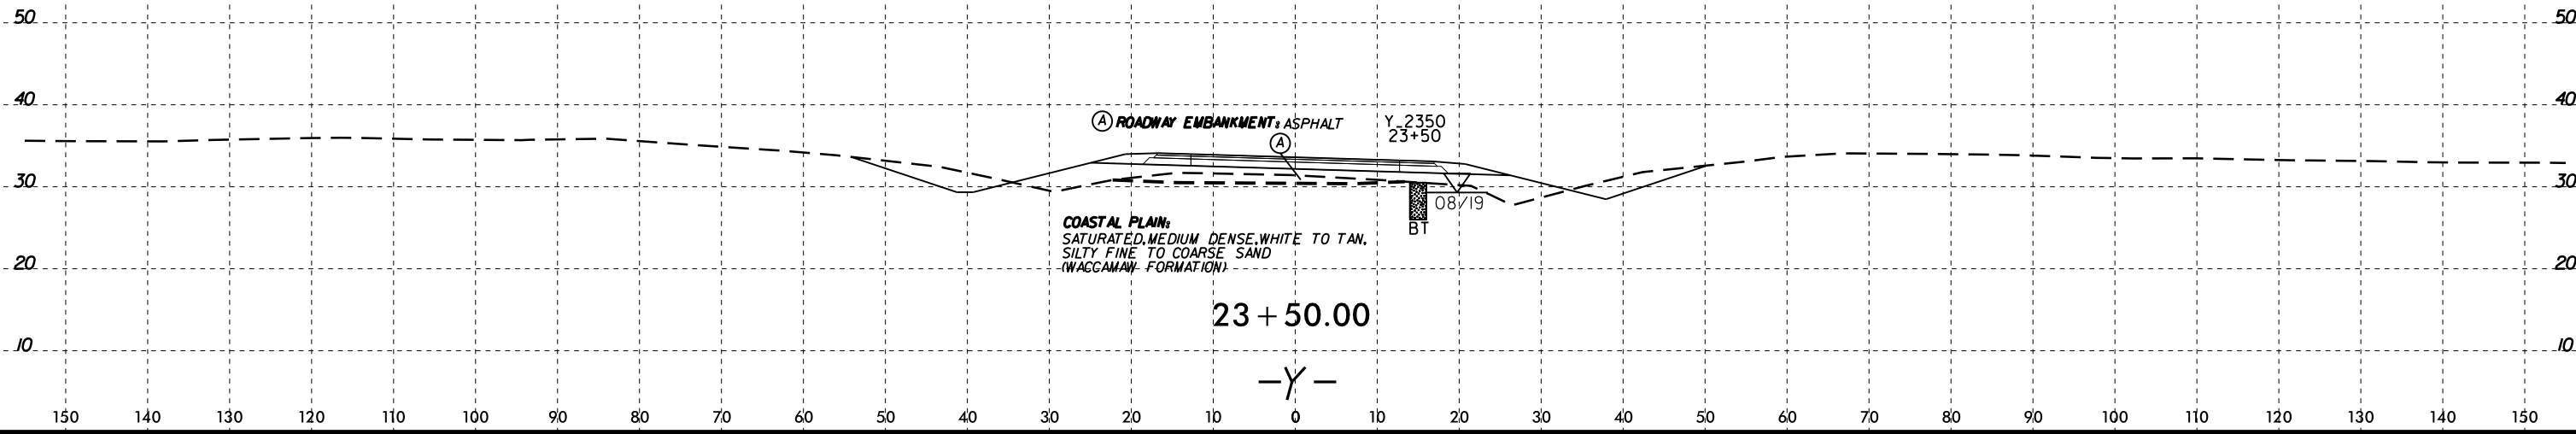 50 50
40 40
Ⓐ ROADWAY EMBANKMENT: ASPHALT
Y_2350
23+50
A
30 30
08/19
BT
COASTAL PLAIN:
SATURATED, MEDIUM DENSE, WHITE TO TAN,
SILTY FINE TO COARSE SAND
(WACCAMAW FORMATION)
20 20
23+50.00
10 10
-Y-
150 140 130 120 110 100 90 80 70 60 50 40 30 20 10 0 10 20 30 40 50 60 70 80 90 100 110 120 130 140 150